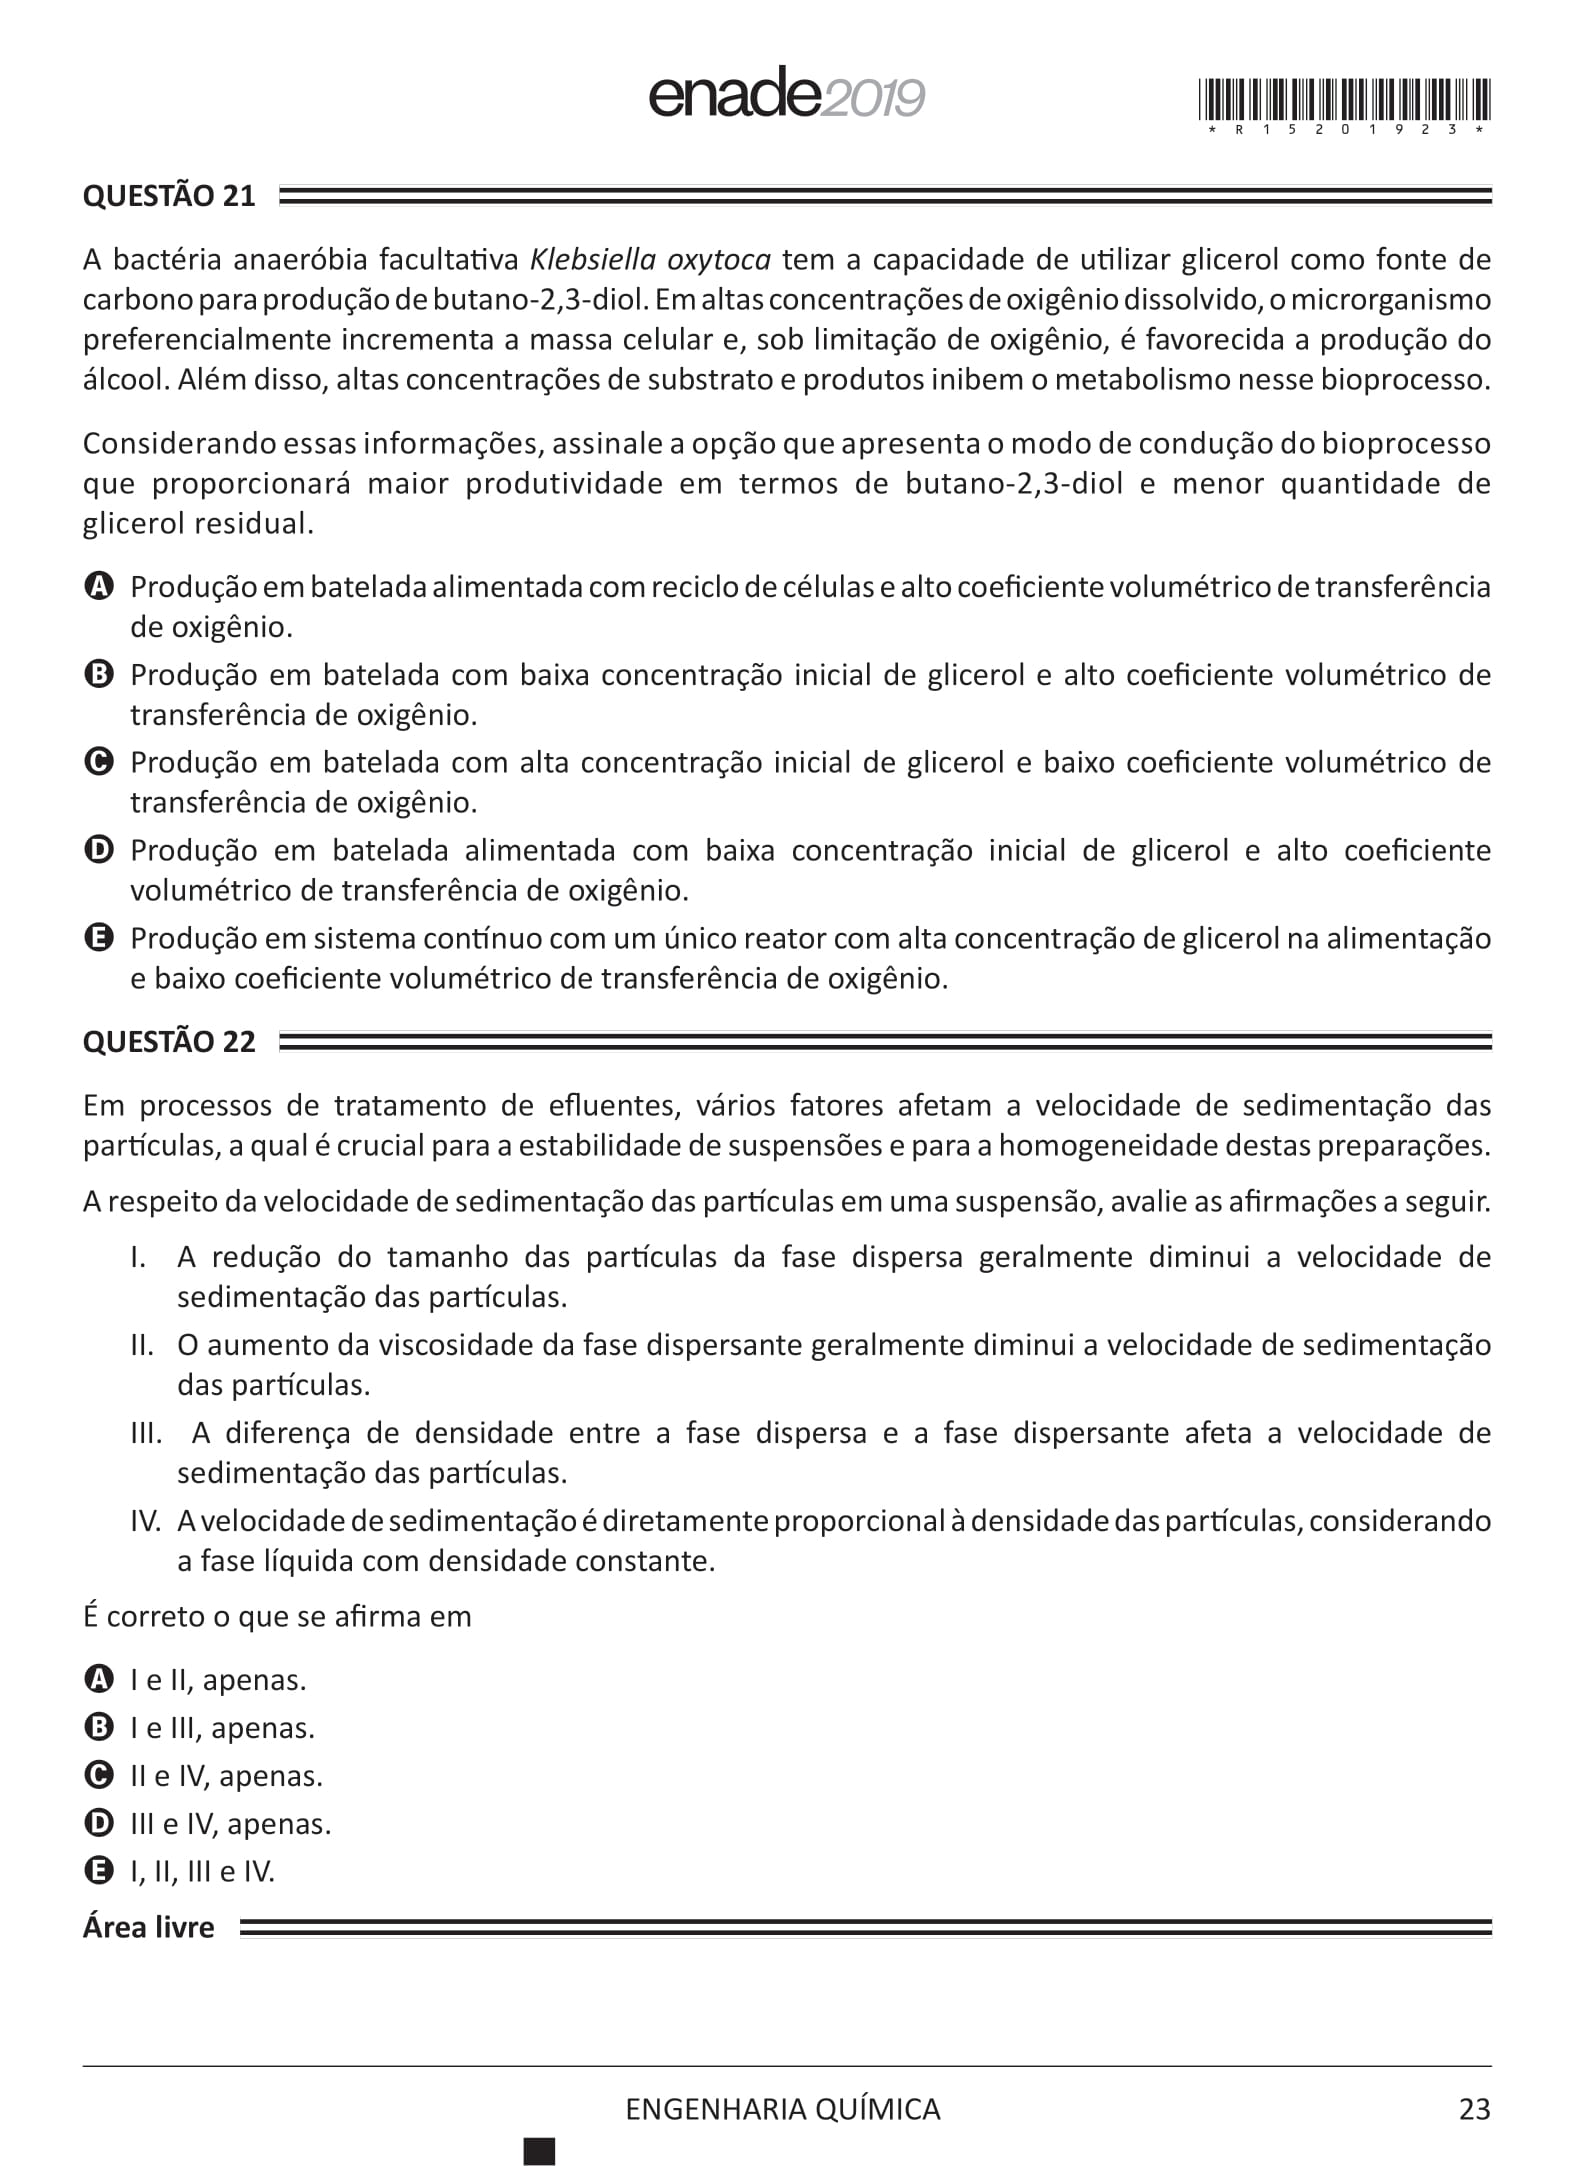 enade2019
*R15201923*
QUESTÃO 21
A bactéria anaeróbia facultativa Klebsiella oxytoca tem a capacidade de utilizar glicerol como fonte de
carbono para produção de butano-2,3-diol. Em altas concentrações de oxigênio dissolvido, o microrganismo
preferencialmente incrementa a massa celular e, sob limitação de oxigênio, é favorecida a produção do
álcool. Além disso, altas concentrações de substrato e produtos inibem o metabolismo nesse bioprocesso.
Considerando essas informações, assinale a opção que apresenta o modo de condução do bioprocesso
que proporcionará maior produtividade em termos de butano-2,3-diol e menor quantidade de
glicerol residual.
A Produção em batelada alimentada com reciclo de células e alto coeficiente volumétrico de transferência
de oxigênio.
B Produção em batelada com baixa concentração inicial de glicerol e alto coeficiente volumétrico de
transferência de oxigênio.
C Produção em batelada com alta concentração inicial de glicerol e baixo coeficiente volumétrico de
transferência de oxigênio.
D Produção em batelada alimentada com baixa concentração inicial de glicerol e alto coeficiente
volumétrico de transferência de oxigênio.
E Produção em sistema contínuo com um único reator com alta concentração de glicerol na alimentação
e baixo coeficiente volumétrico de transferência de oxigênio.
QUESTÃO 22
Em processos de tratamento de efluentes, vários fatores afetam a velocidade de sedimentação das
partículas, a qual é crucial para a estabilidade de suspensões e para a homogeneidade destas preparações.
A respeito da velocidade de sedimentação das partículas em uma suspensão, avalie as afirmações a seguir.
I. A redução do tamanho das partículas da fase dispersa geralmente diminui a velocidade de
sedimentação das partículas.
II. O aumento da viscosidade da fase dispersante geralmente diminui a velocidade de sedimentação
das partículas.
III. A diferença de densidade entre a fase dispersa e a fase dispersante afeta a velocidade de
sedimentação das partículas.
IV. A velocidade de sedimentação é diretamente proporcional à densidade das partículas, considerando
a fase líquida com densidade constante.
É correto o que se afirma em
A I e II, apenas.
B I e III, apenas.
C II e IV, apenas.
D III e IV, apenas.
E I, II, III e IV.
Área livre
ENGENHARIA QUÍMICA 23